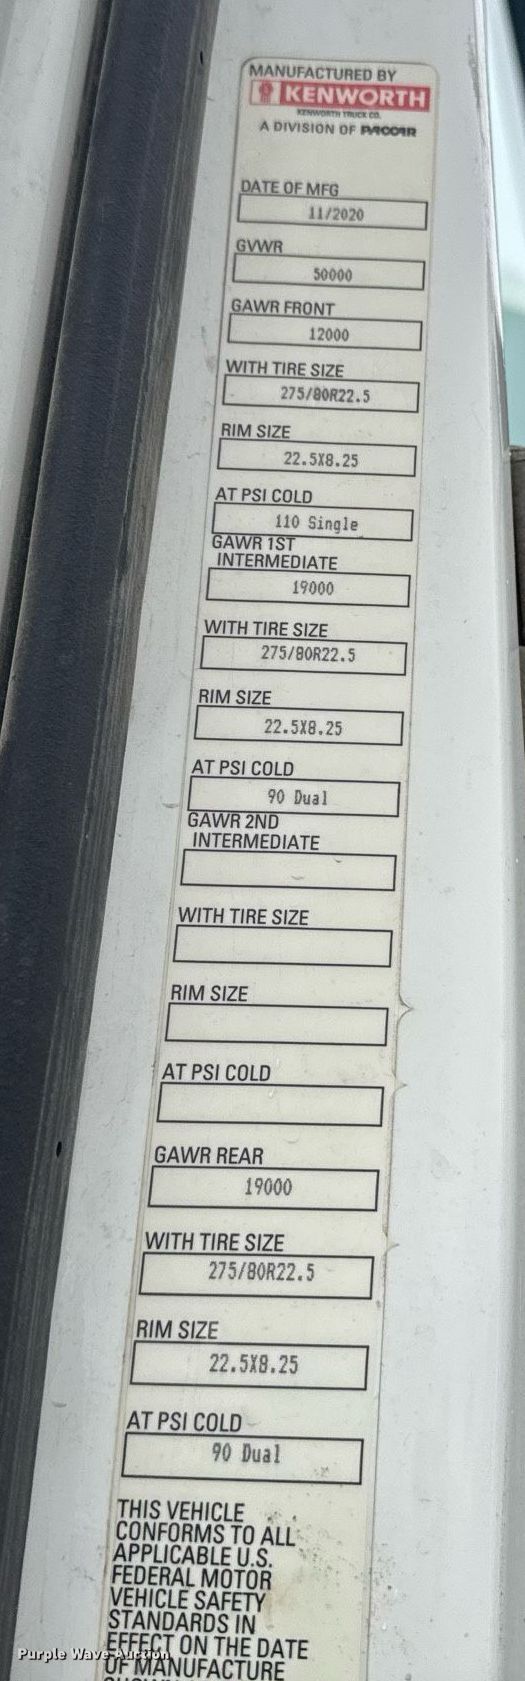 MANUFACTURED BY
KENWORTH
KENWORTH TRUCK CO.
A DIVISION OF PACCAR
DATE OF MFG
11/2020
GVWR
50000
GAWR FRONT
12000
WITH TIRE SIZE
275/80R22.5
RIM SIZE
22.5X8.25
AT PSI COLD
110 Single
GAWR 1ST
INTERMEDIATE
19000
WITH TIRE SIZE
275/80R22.5
RIM SIZE
22.5X8.25
AT PSI COLD
90 Dual
GAWR 2ND
INTERMEDIATE
WITH TIRE SIZE
RIM SIZE
AT PSI COLD
GAWR REAR
19000
WITH TIRE SIZE
275/80R22.5
RIM SIZE
22.5X8.25
AT PSI COLD
90 Dual
THIS VEHICLE
CONFORMS TO ALL
APPLICABLE U.S.
FEDERAL MOTOR
VEHICLE SAFETY
STANDARDS IN
EFFECT ON THE DATE
OF MANUFACTURE
Purple Wave Auction